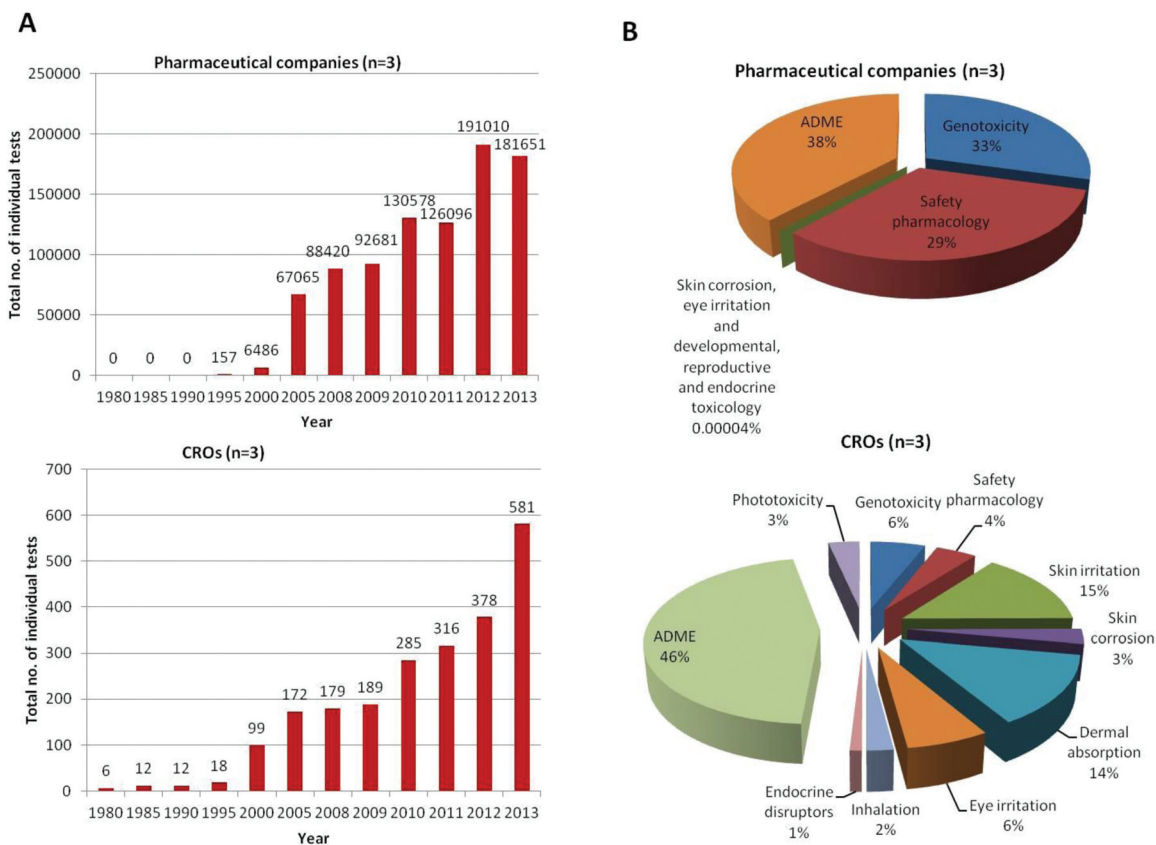 A
Pharmaceutical companies (n=3)
Total no. of individual tests
250000
200000
150000
100000
50000
0
0
0
0
157
6486
67065
88420
92681
130578
126096
191010
181651
1980 1985 1990 1995 2000 2005 2008 2009 2010 2011 2012 2013
Year
CROs (n=3)
Total no. of individual tests
700
600
500
400
300
200
100
0
6
12
12
18
99
172
179
189
285
316
378
581
1980 1985 1990 1995 2000 2005 2008 2009 2010 2011 2012 2013
Year
B
Pharmaceutical companies (n=3)
ADME
38%
Genotoxicity
33%
Safety
pharmacology
29%
Skin corrosion,
eye irritation
and
developmental,
reproductive
and endocrine
toxicology
0.00004%
CROs (n=3)
Phototoxicity
3%
Genotoxicity
6%
Safety
pharmacology
4%
Skin irritation
15%
Skin
corrosion
3%
Dermal
absorption
14%
Eye irritation
6%
Inhalation
2%
Endocrine
disruptors
1%
ADME
46%